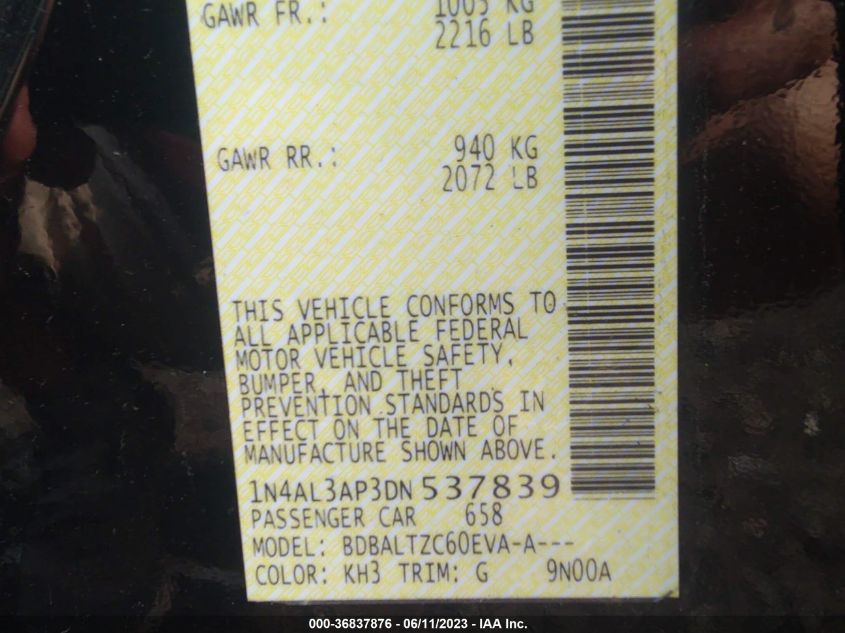 GAWR FR.: 1005 KG
2216 LB
GAWR RR.: 940 KG
2072 LB
THIS VEHICLE CONFORMS TO
ALL APPLICABLE FEDERAL
MOTOR VEHICLE SAFETY,
BUMPER, AND THEFT
PREVENTION STANDARDS IN
EFFECT ON THE DATE OF
MANUFACTURE SHOWN ABOVE.
1N4AL3AP3DN537839
PASSENGER CAR 658
MODEL: BDBALTZC60EVA-A---
COLOR: KH3 TRIM: G 9N00A
000-36837876 - 06/11/2023 - IAA Inc.